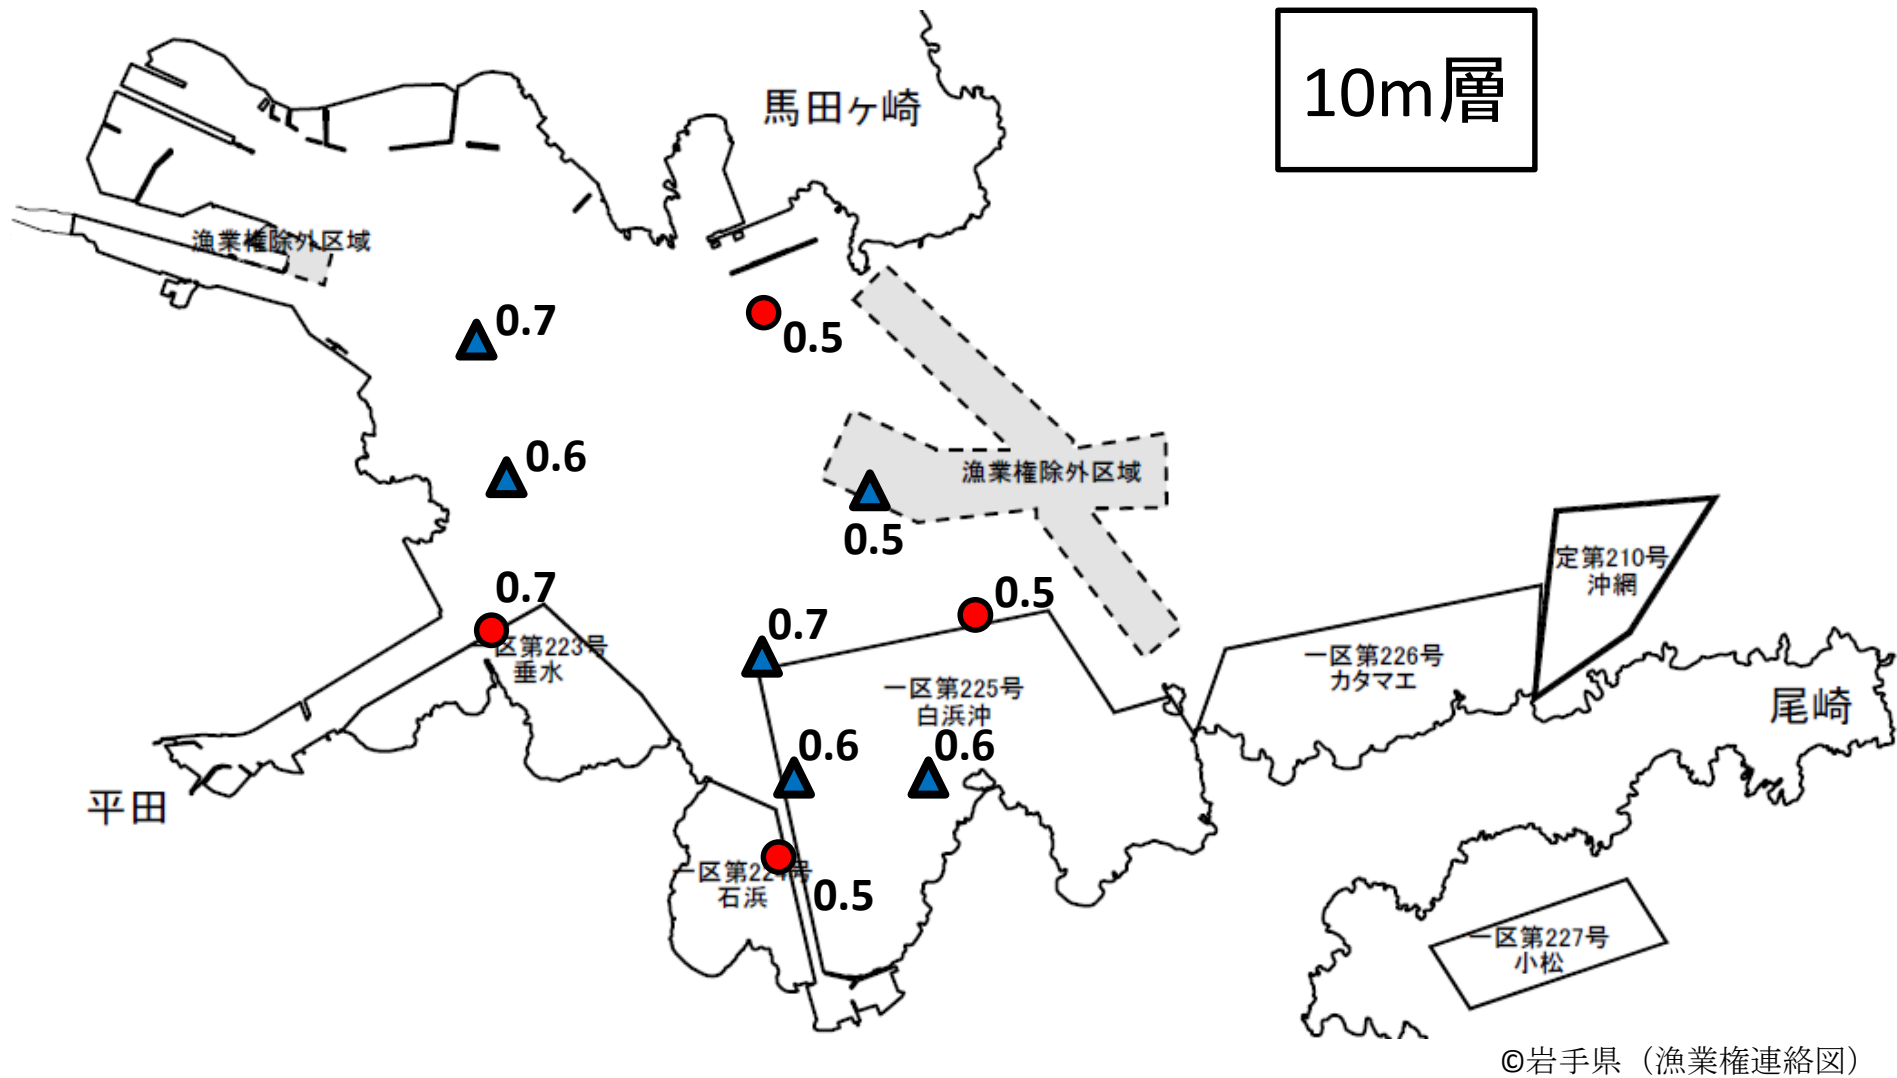 10m層
馬田ヶ崎
漁業権除外区域
0.7
0.5
0.6
漁業権除外区域
0.5
0.7
一区第223号
垂水
0.5
0.7
定第210号
沖網
一区第226号
カタマエ
一区第225号
白浜沖
尾崎
0.6
0.6
平田
一区第224号
石浜
0.5
一区第227号
小松
©岩手県（漁業権連絡図）